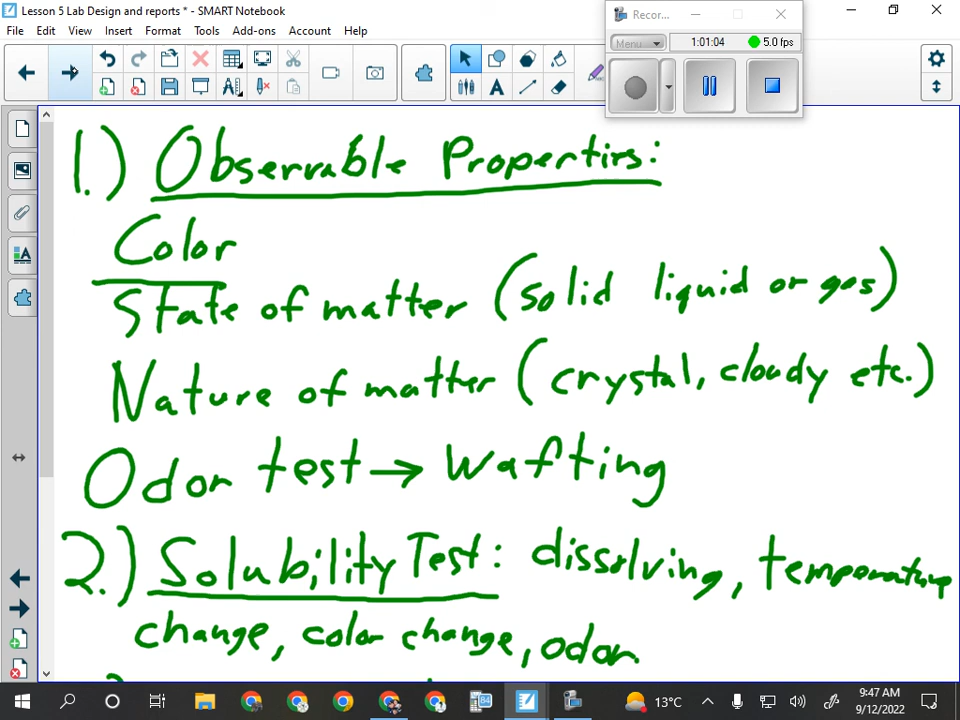 Lesson 5 Lab Design and reports * - SMART Notebook
Recor...
File Edit View Insert Format Tools Add-ons Account Help
Menu
1:01:04
5.0 fps
1.) Observable Properties:
Color
State of matter (solid liquid or gas)
Nature of matter (crystal, cloudy etc.)
Odor test → Wafting
2.) Solubility Test: dissolving, temperature
change, color change, odor
13°C
9:47 AM
9/12/2022